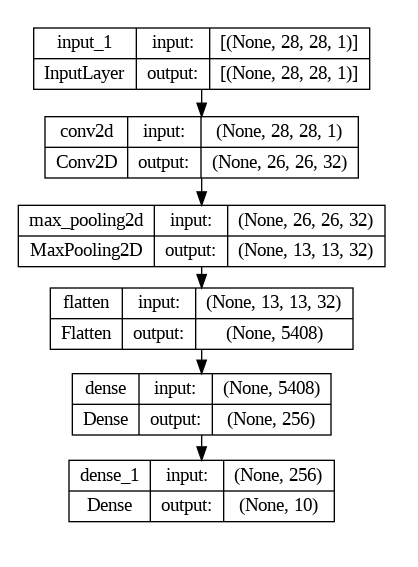 input_1 input: [(None, 28, 28, 1)]
InputLayer output: [(None, 28, 28, 1)]
conv2d input: (None, 28, 28, 1)
Conv2D output: (None, 26, 26, 32)
max_pooling2d input: (None, 26, 26, 32)
MaxPooling2D output: (None, 13, 13, 32)
flatten input: (None, 13, 13, 32)
Flatten output: (None, 5408)
dense input: (None, 5408)
Dense output: (None, 256)
dense_1 input: (None, 256)
Dense output: (None, 10)